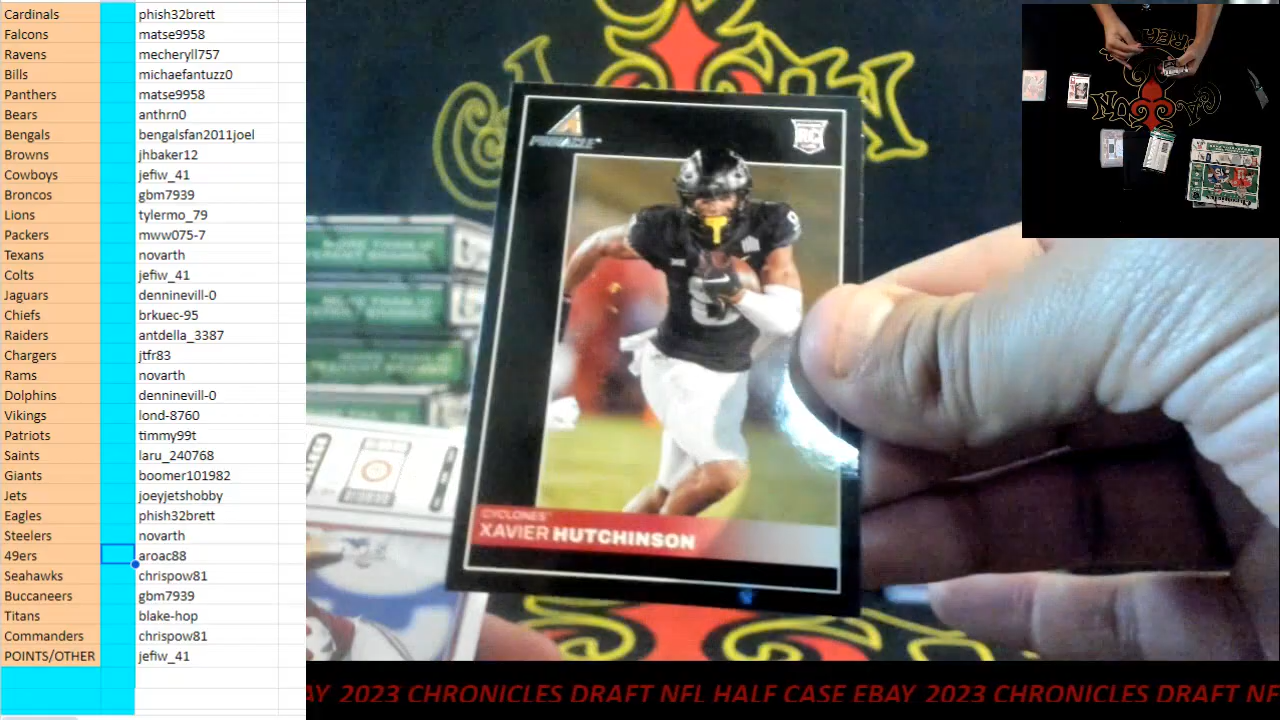 Cardinals phish32brett
Falcons matse9958
Ravens mecheryll757
Bills michaefantuzz0
Panthers matse9958
Bears anthrn0
Bengals bengalsfan2011joel
Browns jhbaker12
Cowboys jefiw_41
Broncos gbm7939
Lions tylermo_79
Packers mww075-7
Texans novarth
Colts jefiw_41
Jaguars denninevill-0
Chiefs brkuec-95
Raiders antdella_3387
Chargers jtfr83
Rams novarth
Dolphins denninevill-0
Vikings lond-8760
Patriots timmy99t
Saints laru_240768
Giants boomer101982
Jets joeyjetshobby
Eagles phish32brett
Steelers novarth
49ers aroac88
Seahawks chrispow81
Buccaneers gbm7939
Titans blake-hop
Commanders chrispow81
POINTS/OTHER jefiw_41
PINNACLE
RC
8
CYCLONES
XAVIER HUTCHINSON
AY 2023 CHRONICLES DRAFT NFL HALF CASE EBAY 2023 CHRONICLES DRAFT NF